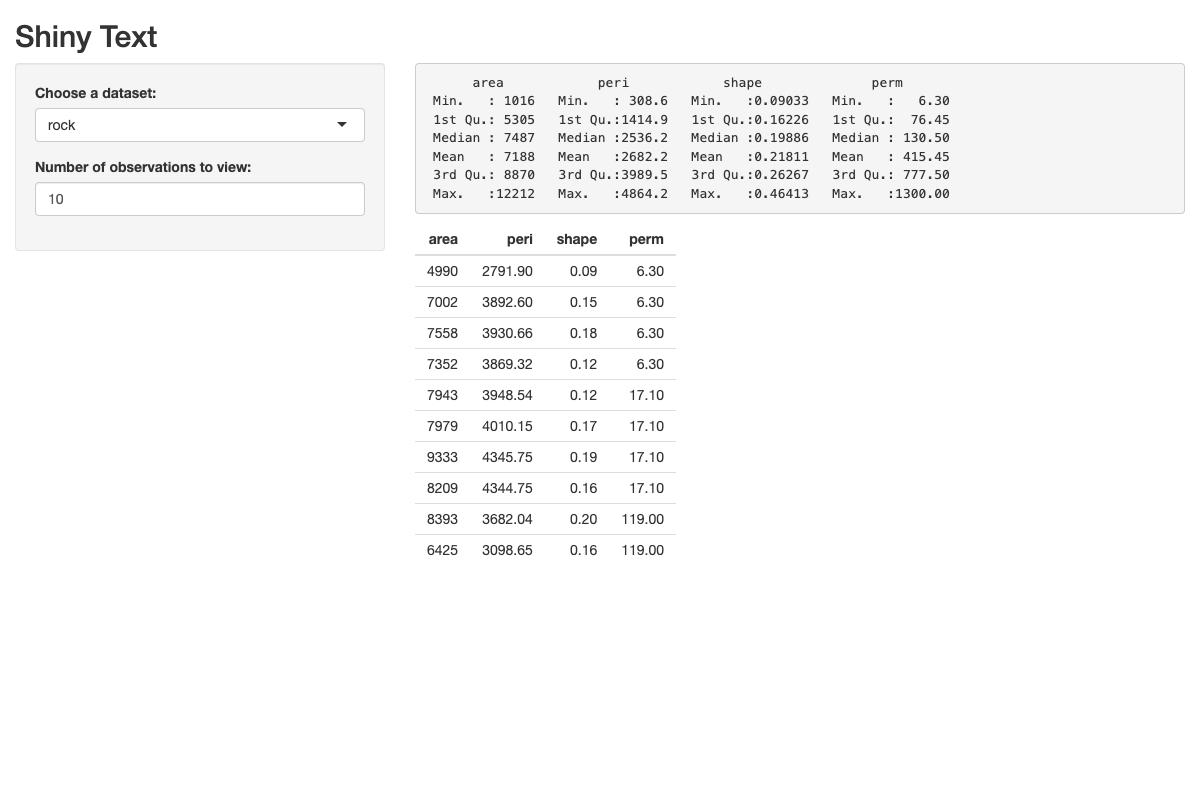 Shiny Text
Choose a dataset:
rock
Number of observations to view:
10
area peri shape perm
Min. : 1016 Min. : 308.6 Min. :0.09033 Min. : 6.30
1st Qu.: 5305 1st Qu.:1414.9 1st Qu.:0.16226 1st Qu.: 76.45
Median : 7487 Median :2536.2 Median :0.19886 Median : 130.50
Mean : 7188 Mean :2682.2 Mean :0.21811 Mean : 415.45
3rd Qu.: 8870 3rd Qu.:3989.5 3rd Qu.:0.26267 3rd Qu.: 777.50
Max. :12212 Max. :4864.2 Max. :0.46413 Max. :1300.00
area peri shape perm
4990 2791.90 0.09 6.30
7002 3892.60 0.15 6.30
7558 3930.66 0.18 6.30
7352 3869.32 0.12 6.30
7943 3948.54 0.12 17.10
7979 4010.15 0.17 17.10
9333 4345.75 0.19 17.10
8209 4344.75 0.16 17.10
8393 3682.04 0.20 119.00
6425 3098.65 0.16 119.00